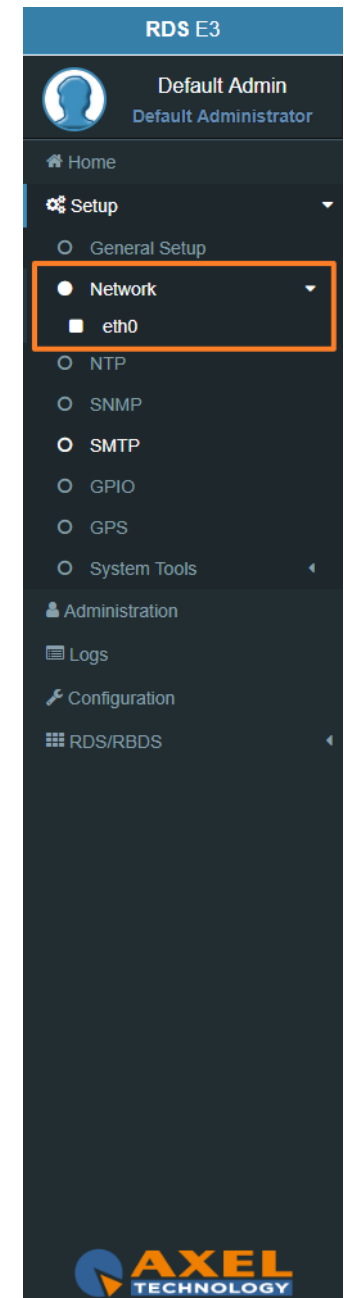 RDS E3
Default Admin
Default Administrator
Home
Setup
General Setup
Network
eth0
NTP
SNMP
SMTP
GPIO
GPS
System Tools
Administration
Logs
Configuration
RDS/RBDS
AXEL
TECHNOLOGY